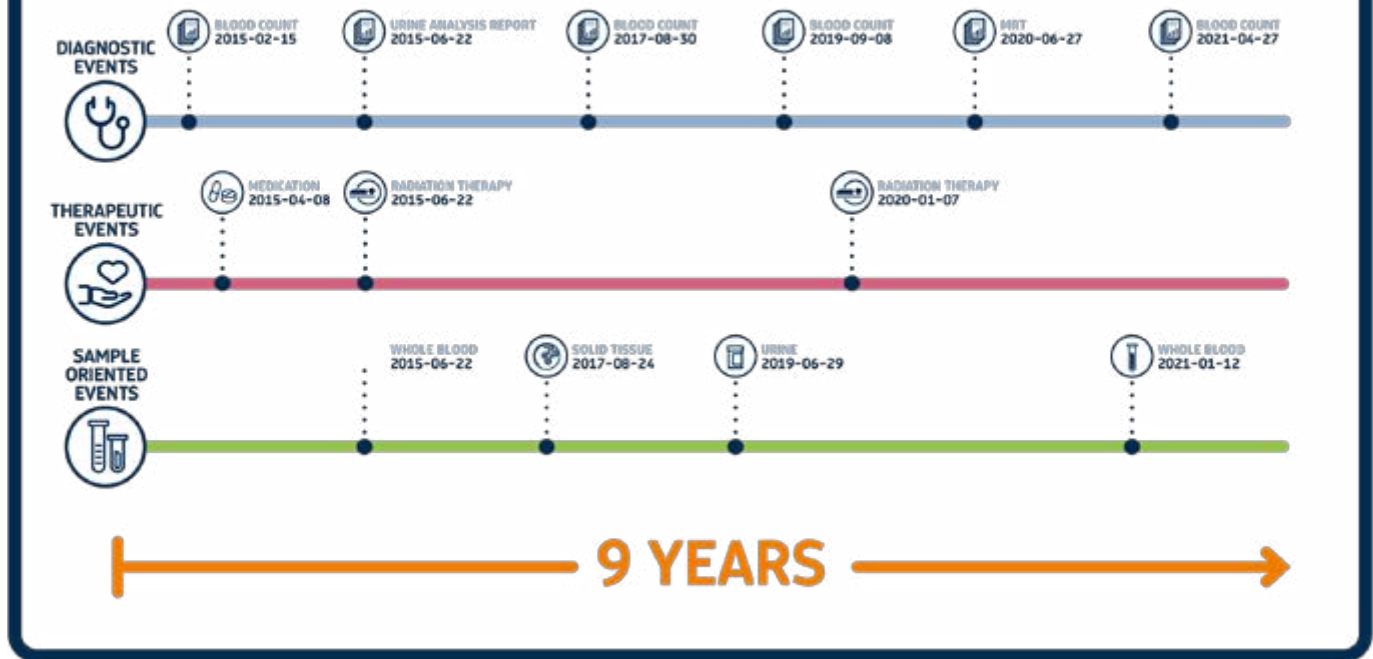 DIAGNOSTIC
EVENTS
BLOOD COUNT
2015-02-15
URINE ANALYSIS REPORT
2015-06-22
BLOOD COUNT
2017-08-30
BLOOD COUNT
2019-09-08
MRT
2020-06-27
BLOOD COUNT
2021-04-27
THERAPEUTIC
EVENTS
MEDICATION
2015-04-08
RADIATION THERAPY
2015-06-22
RADIATION THERAPY
2020-01-07
SAMPLE
ORIENTED
EVENTS
WHOLE BLOOD
2015-06-22
SOLID TISSUE
2017-08-24
URINE
2019-06-29
WHOLE BLOOD
2021-01-12
9 YEARS